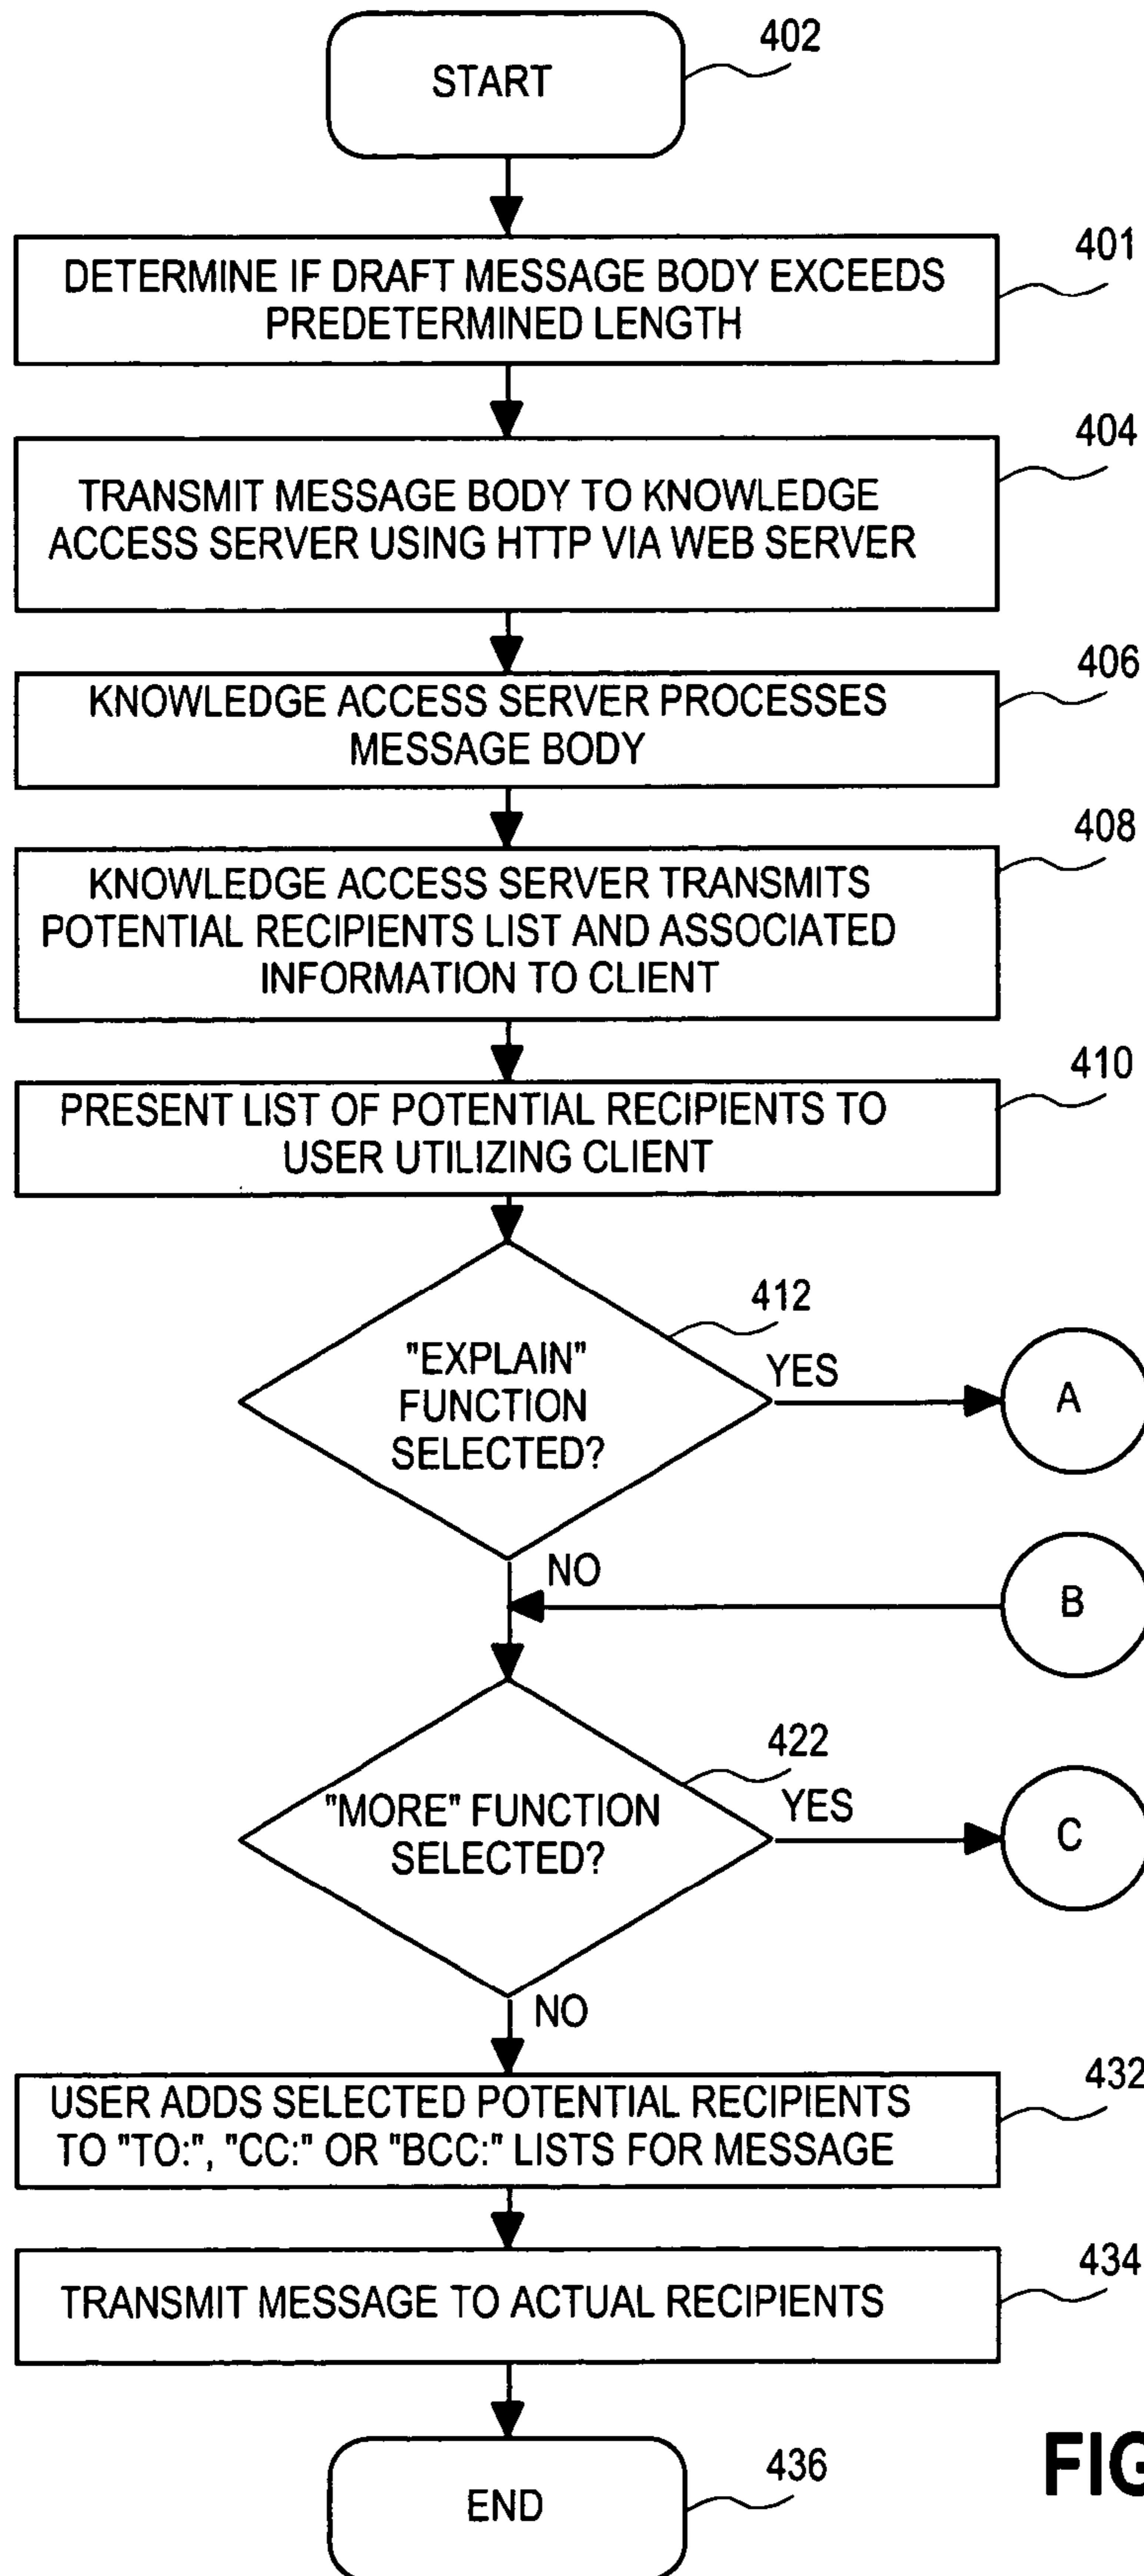 START
402
DETERMINE IF DRAFT MESSAGE BODY EXCEEDS
PREDETERMINED LENGTH
401
TRANSMIT MESSAGE BODY TO KNOWLEDGE
ACCESS SERVER USING HTTP VIA WEB SERVER
404
KNOWLEDGE ACCESS SERVER PROCESSES
MESSAGE BODY
406
KNOWLEDGE ACCESS SERVER TRANSMITS
POTENTIAL RECIPIENTS LIST AND ASSOCIATED
INFORMATION TO CLIENT
408
PRESENT LIST OF POTENTIAL RECIPIENTS TO
USER UTILIZING CLIENT
410
"EXPLAIN"
FUNCTION
SELECTED?
412
YES
A
NO
B
"MORE" FUNCTION
SELECTED?
422
YES
C
NO
USER ADDS SELECTED POTENTIAL RECIPIENTS
TO "TO:", "CC:" OR "BCC:" LISTS FOR MESSAGE
432
TRANSMIT MESSAGE TO ACTUAL RECIPIENTS
434
END
436
FIG